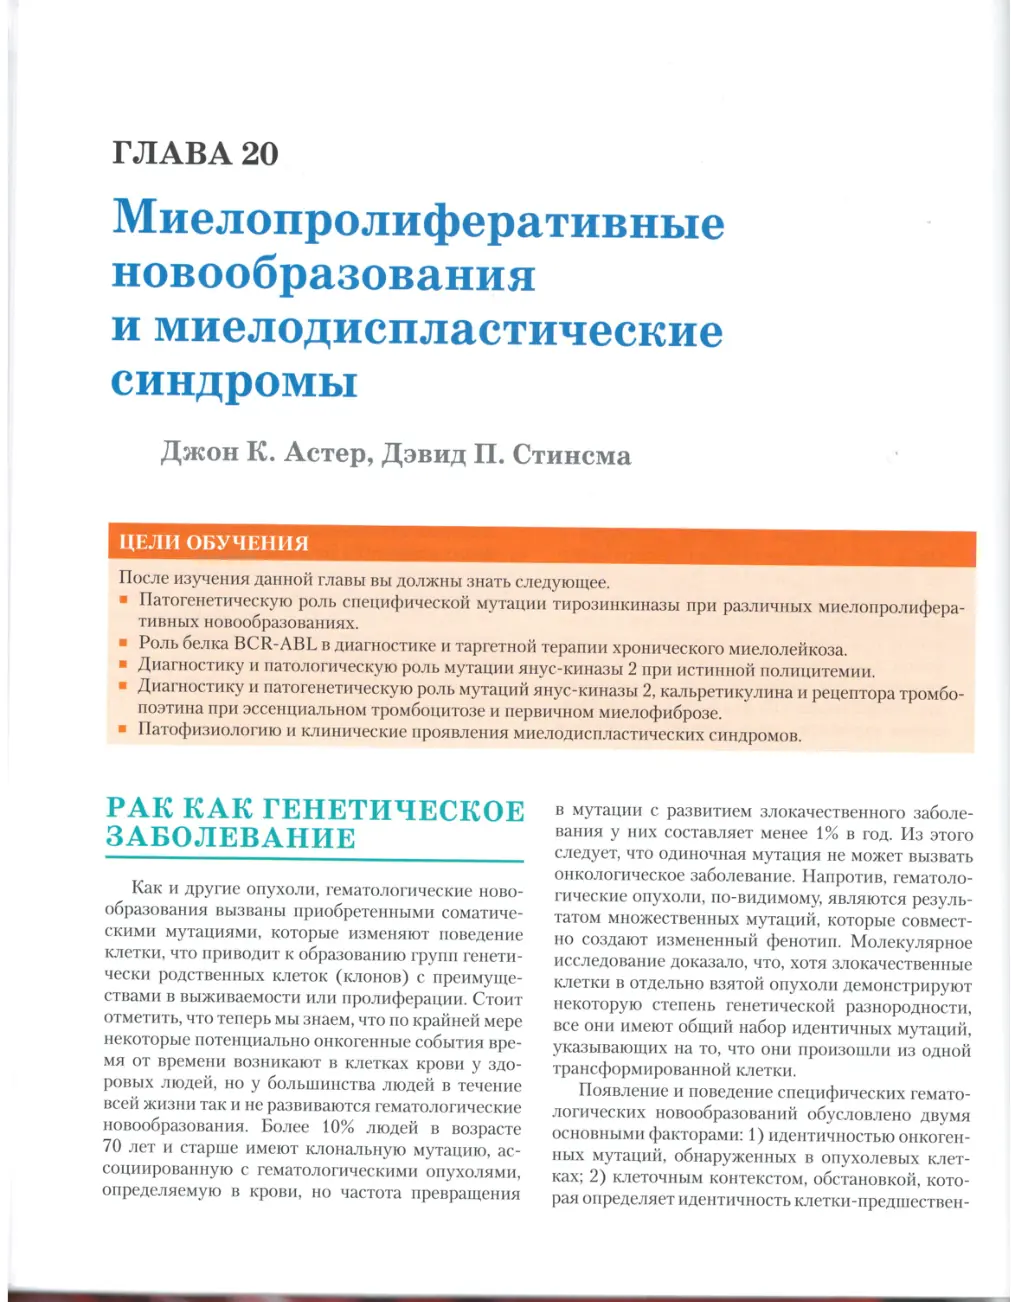 ГЛАВА 20
Миелопролиферативные
новообразования
и миелодиспластические
синдромы
Джон К. Астер, Дэвид П. Стинсма
ЦЕЛИ ОБУЧЕНИЯ
После изучения данной главы вы должны знать следующее.
▪ Патогенетическую роль специфической мутации тирозинкиназы при различных миелопролифера-
тивных новообразованиях.
▪ Роль белка BCR-ABL в диагностике и таргетной терапии хронического миелолейкоза.
▪ Диагностику и патологическую роль мутации янус-киназы 2 при истинной полицитемии.
▪ Диагностику и патогенетическую роль мутаций янус-киназы 2, кальретикулина и рецептора тромбо-
поэтина при эссенциальном тромбоцитозе и первичном миелофиброзе.
▪ Патофизиологию и клинические проявления миелодиспластических синдромов.
РАК КАК ГЕНЕТИЧЕСКОЕ
ЗАБОЛЕВАНИЕ
Как и другие опухоли, гематологические ново-
образования вызваны приобретенными соматиче-
скими мутациями, которые изменяют поведение
клетки, что приводит к образованию групп генети-
чески родственных клеток (клонов) с преимуще-
ствами в выживаемости или пролиферации. Стоит
отметить, что теперь мы знаем, что по крайней мере
некоторые потенциально онкогенные события вре-
мя от времени возникают в клетках крови у здо-
ровых людей, но у большинства людей в течение
всей жизни так и не развиваются гематологические
новообразования. Более 10% людей в возрасте
70 лет и старше имеют клональную мутацию, ас-
социированную с гематологическими опухолями,
определяемую в крови, но частота превращения
в мутации с развитием злокачественного заболе-
вания у них составляет менее 1% в год. Из этого
следует, что одиночная мутация не может вызвать
онкологическое заболевание. Напротив, гематоло-
гические опухоли, по-видимому, являются резуль-
татом множественных мутаций, которые совмест-
но создают измененный фенотип. Молекулярное
исследование доказало, что, хотя злокачественные
клетки в отдельно взятой опухоли демонстрируют
некоторую степень генетической разнородности,
все они имеют общий набор идентичных мутаций,
указывающих на то, что они произошли из одной
трансформированной клетки.
Появление и поведение специфических гемато-
логических новообразований обусловлено двумя
основными факторами: 1) идентичностью онкоген-
ных мутаций, обнаруженных в опухолевых клет-
ках; 2) клеточным контекстом, обстановкой, кото-
рая определяет идентичность клетки-предшествен-